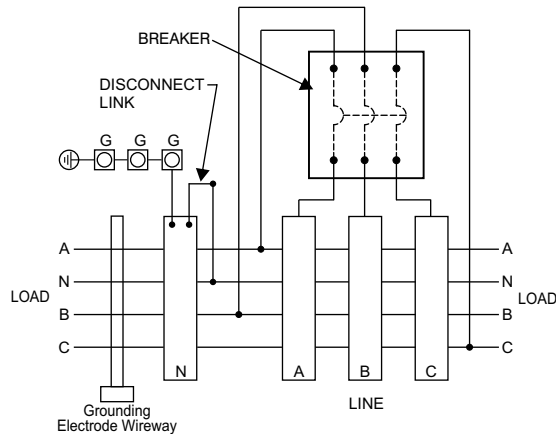 BREAKER
DISCONNECT
LINK
G G G
A
N
LOAD
B
C
A
N
LOAD
B
C
N
A
B
C
LINE
Grounding
Electrode Wireway